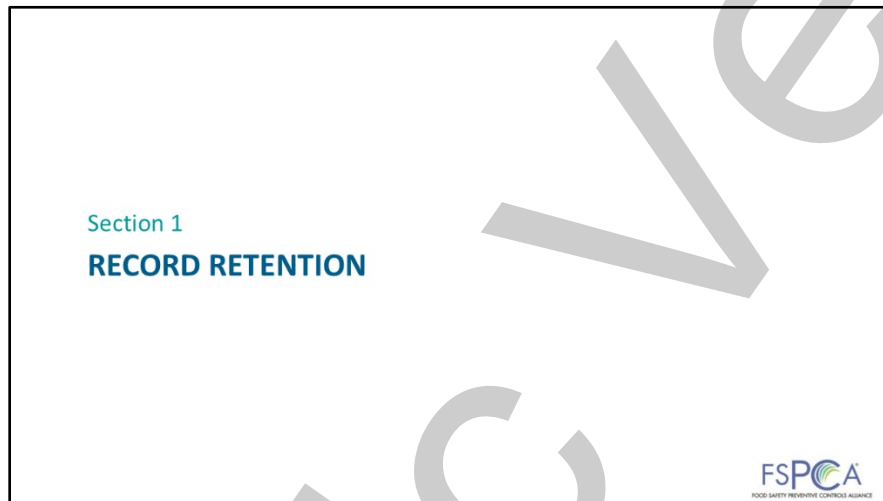 Section 1
RECORD RETENTION
FSPCA
FOOD SAFETY PREVENTIVE CONTROLS ALLIANCE